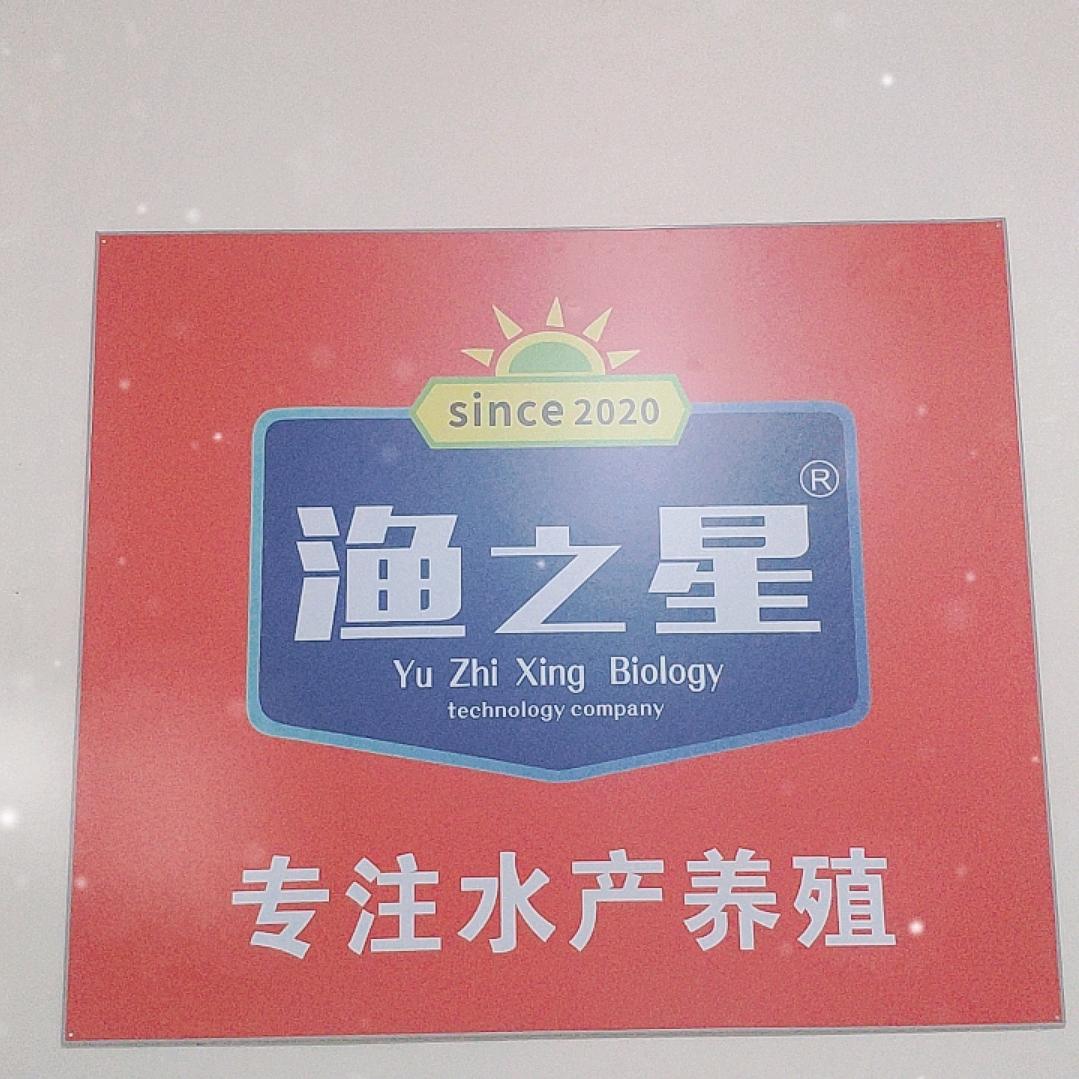 since 2020
渔之星®
Yu Zhi Xing Biology
technology company
专注水产养殖